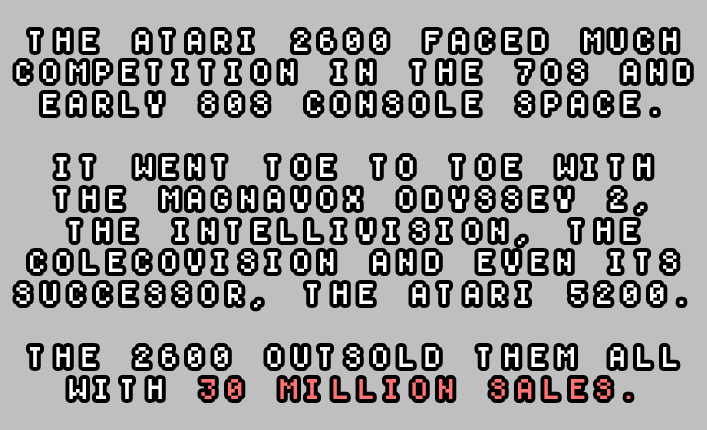 THE ATARI 2600 FACED MUCH
COMPETITION IN THE 70S AND
EARLY 80S CONSOLE SPACE.
IT WENT TOE TO TOE WITH
THE MAGNAVOX ODYSSEY 2,
THE INTELLIVISION, THE
COLECOVISION AND EVEN ITS
SUCCESSOR, THE ATARI 5200.
THE 2600 OUTSOLD THEM ALL
WITH 30 MILLION SALES.